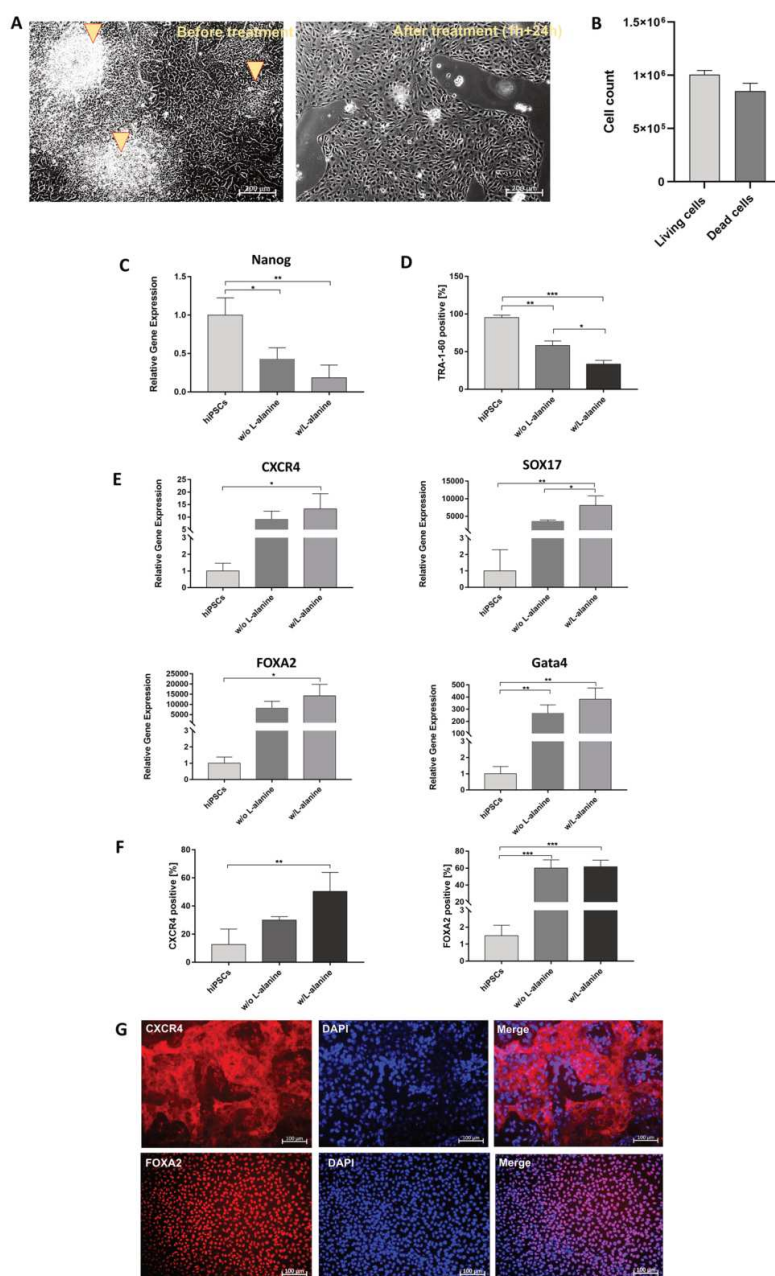 A
Before treatment
After treatment (1h+24h)
200 µm
200 µm
B
Cell count
1×10⁶
1×10⁶
5×10⁵
0
Living cells
Dead cells
C
Nanog
Relative Gene Expression
1.5
1.0
0.5
0.0
*
**
hiPSCs
w/o L-alanine
w/L-alanine
D
TRA-1-60 positive [%]
150
100
50
0
***
**
*
hiPSCs
w/o L-alanine
w/L-alanine
E
CXCR4
Relative Gene Expression
25
20
15
10
5
3
2
1
0
*
hiPSCs
w/o L-alanine
w/L-alanine
SOX17
Relative Gene Expression
15000
10000
5000
3
2
1
0
**
*
hiPSCs
w/o L-alanine
w/L-alanine
FOXA2
Relative Gene Expression
25000
20000
15000
10000
5000
3
2
1
0
*
hiPSCs
w/o L-alanine
w/L-alanine
Gata4
Relative Gene Expression
500
400
300
200
100
3
2
1
0
**
**
hiPSCs
w/o L-alanine
w/L-alanine
F
CXCR4 positive [%]
80
60
40
20
0
**
hiPSCs
w/o L-alanine
w/L-alanine
FOXA2 positive [%]
80
60
40
20
2
1
0
***
***
hiPSCs
w/o L-alanine
w/L-alanine
G
CXCR4
DAPI
Merge
100 µm
100 µm
100 µm
FOXA2
DAPI
Merge
100 µm
100 µm
100 µm